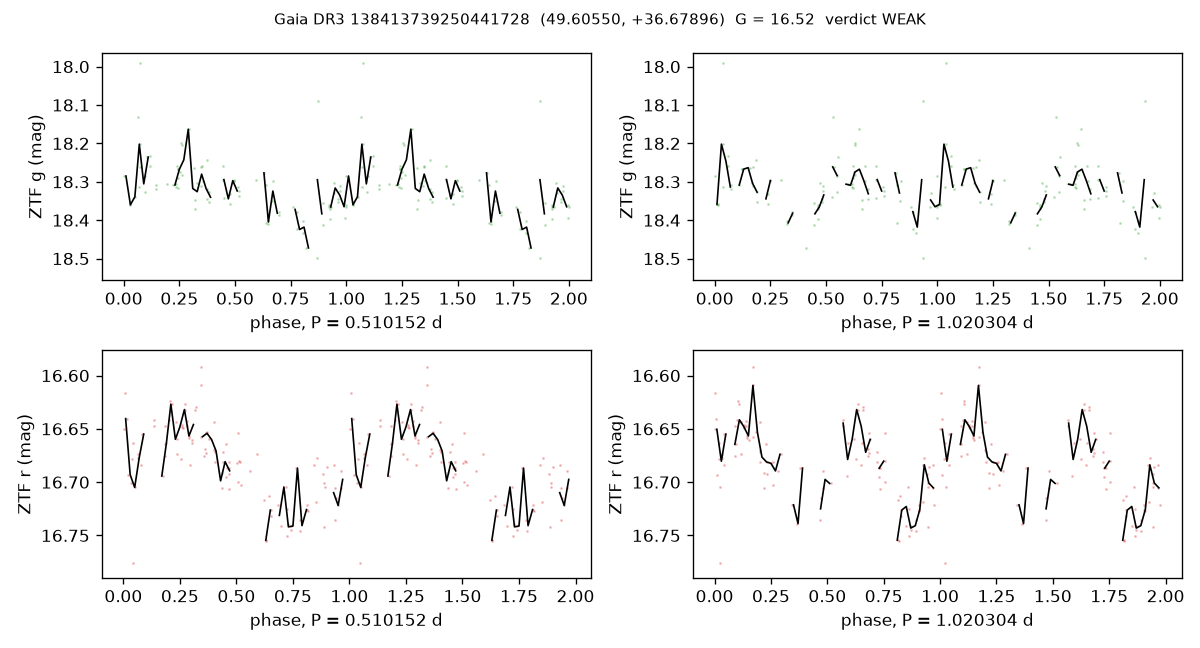 Gaia DR3 138413739250441728 (49.60550, +36.67896) G = 16.52 verdict WEAK
18.0
18.1
18.2
18.3
18.4
18.5
ZTF g (mag)
0.00 0.25 0.50 0.75 1.00 1.25 1.50 1.75 2.00
phase, P = 0.510152 d
18.0
18.1
18.2
18.3
18.4
18.5
ZTF g (mag)
0.00 0.25 0.50 0.75 1.00 1.25 1.50 1.75 2.00
phase, P = 1.020304 d
16.60
16.65
16.70
16.75
ZTF r (mag)
0.00 0.25 0.50 0.75 1.00 1.25 1.50 1.75 2.00
phase, P = 0.510152 d
16.60
16.65
16.70
16.75
ZTF r (mag)
0.00 0.25 0.50 0.75 1.00 1.25 1.50 1.75 2.00
phase, P = 1.020304 d